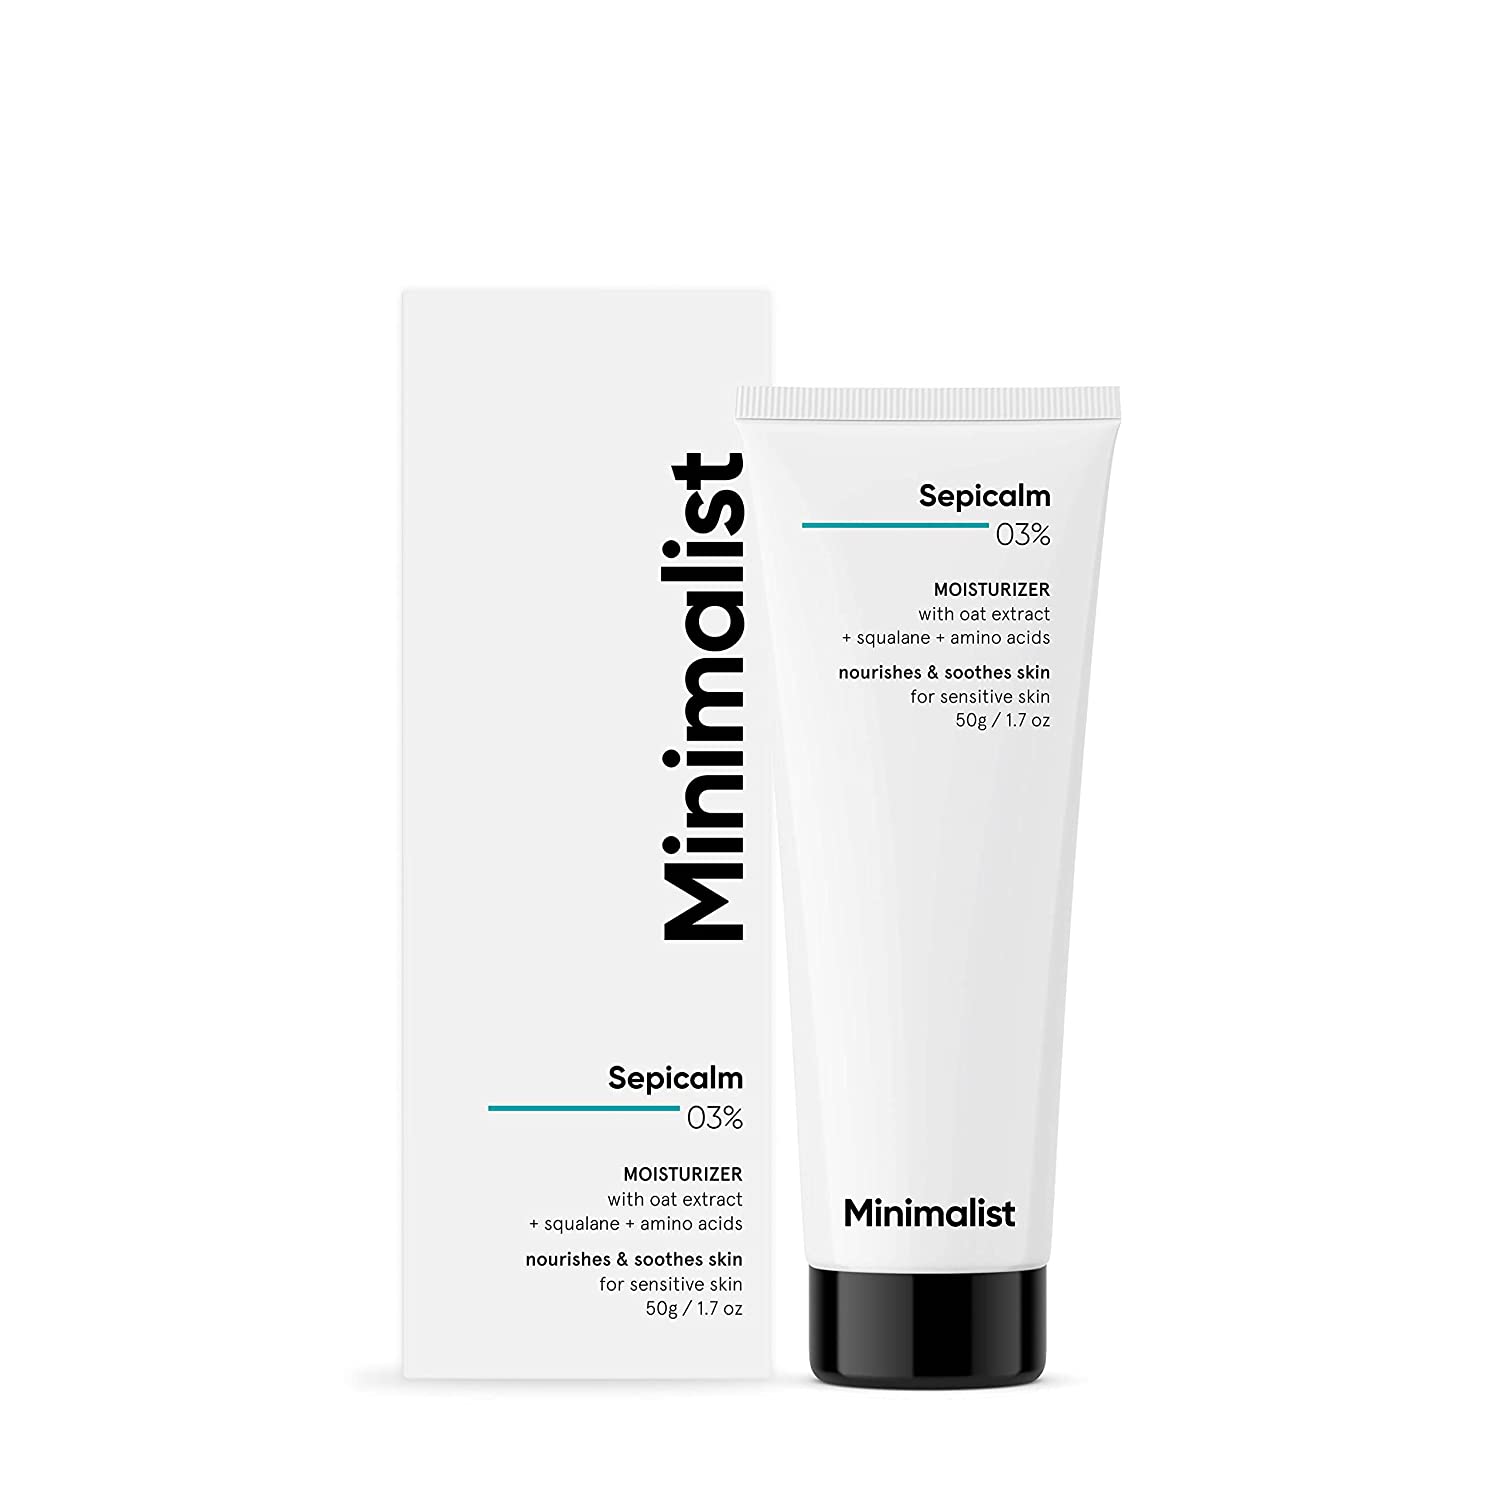 Minimalist
Sepicalm
03%
MOISTURIZER
with oat extract
+ squalane + amino acids
nourishes & soothes skin
for sensitive skin
50g / 1.7 oz
Sepicalm
03%
MOISTURIZER
with oat extract
+ squalane + amino acids
nourishes & soothes skin
for sensitive skin
50g / 1.7 oz
Minimalist